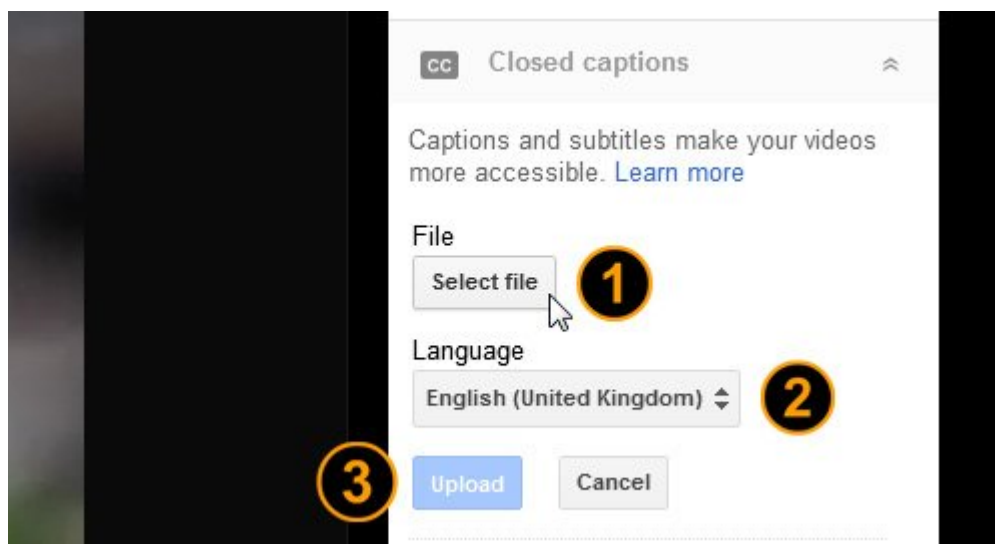 CC Closed captions
Captions and subtitles make your videos
more accessible. Learn more
File
Select file 1
Language
English (United Kingdom) 2
3 Upload Cancel